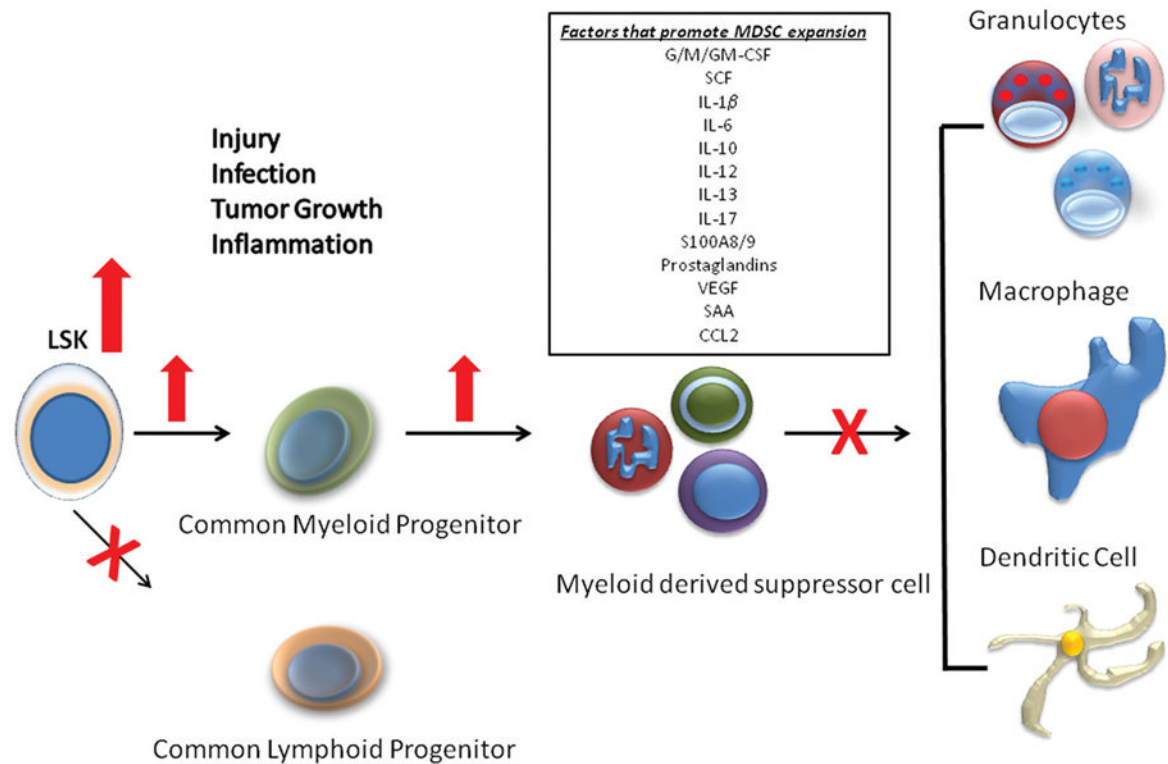 Injury
Infection
Tumor Growth
Inflammation
LSK
Common Myeloid Progenitor
Common Lymphoid Progenitor
Factors that promote MDSC expansion
G/M/GM-CSF
SCF
IL-1β
IL-6
IL-10
IL-12
IL-13
IL-17
S100A8/9
Prostaglandins
VEGF
SAA
CCL2
Myeloid derived suppressor cell
X
X
Granulocytes
Macrophage
Dendritic Cell